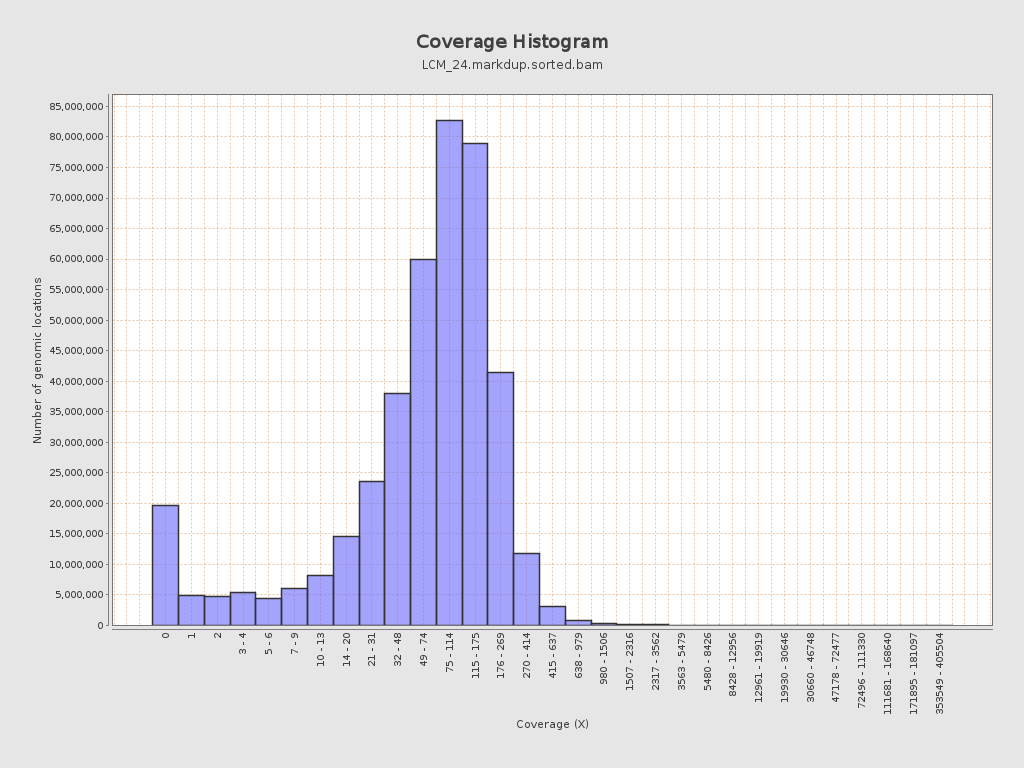 Coverage Histogram
LCM_24.markdup.sorted.bam
85,000,000
80,000,000
75,000,000
70,000,000
65,000,000
60,000,000
55,000,000
50,000,000
45,000,000
40,000,000
35,000,000
30,000,000
25,000,000
20,000,000
15,000,000
10,000,000
5,000,000
0
Number of genomic locations
0
1
2
3 - 4
5 - 6
7 - 9
10 - 13
14 - 20
21 - 31
32 - 48
49 - 74
75 - 114
115 - 175
176 - 269
270 - 414
415 - 637
638 - 979
980 - 1506
1507 - 2316
2317 - 3562
3563 - 5479
5480 - 8426
8428 - 12956
12961 - 19919
19930 - 30646
30660 - 46748
47178 - 72477
72496 - 111330
111681 - 168640
171895 - 181097
353549 - 405504
Coverage (X)